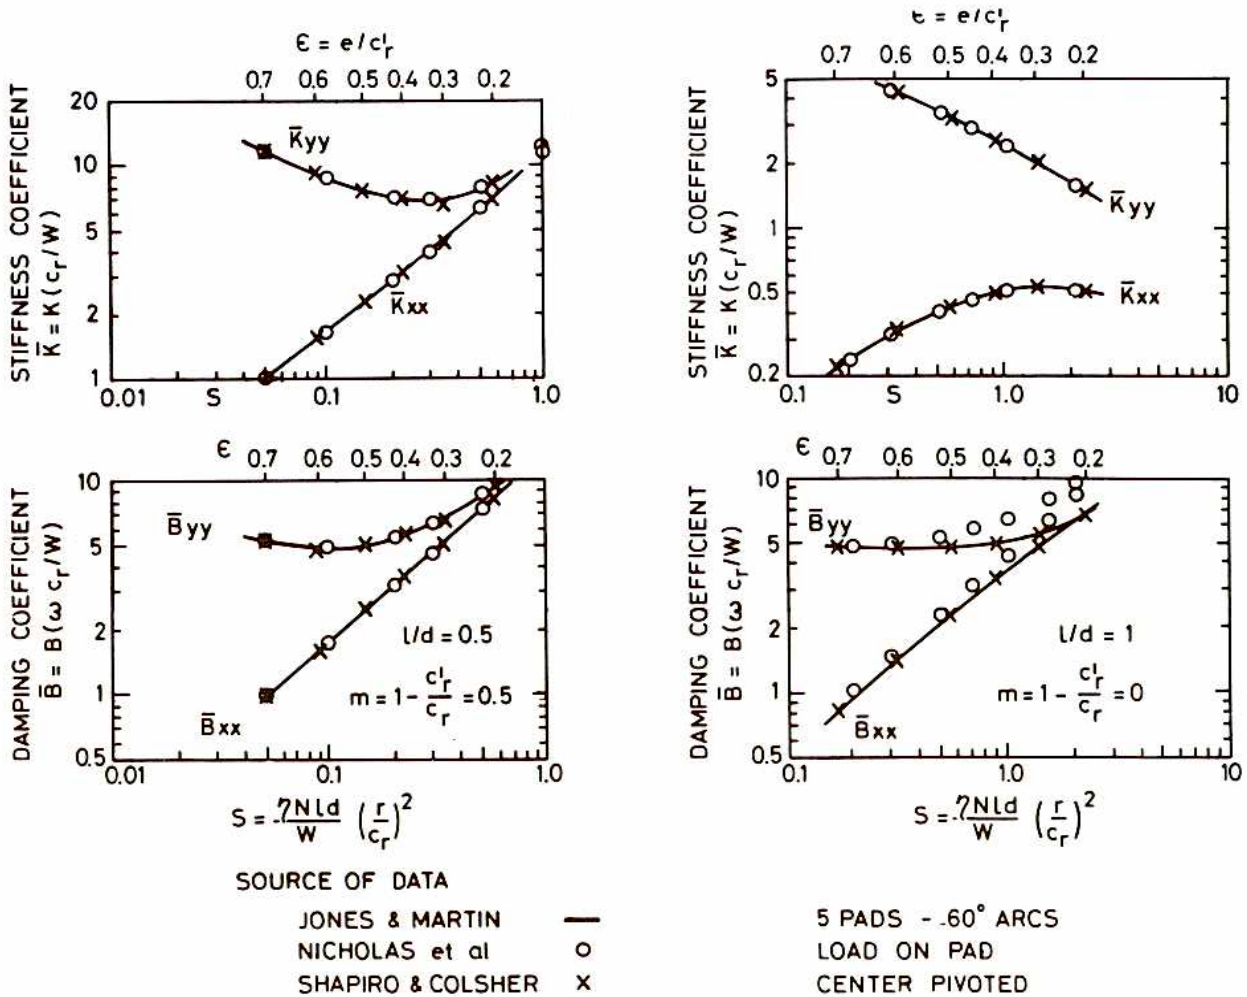 ϵ = e/c'r
0.7 0.6 0.5 0.4 0.3 0.2
STIFFNESS COEFFICIENT
K̄ = K(cr/W)
20
10
5
2
1
K̄yy
K̄xx
0.01 S 0.1 1.0
ϵ = e/c'r
0.7 0.6 0.5 0.4 0.3 0.2
STIFFNESS COEFFICIENT
K̄ = K(cr/W)
5
2
1
0.5
0.2
K̄yy
K̄xx
0.1 S 1.0 10
ϵ 0.7 0.6 0.5 0.4 0.3 0.2
DAMPING COEFFICIENT
B̄ = B(ω cr/W)
10
5
2
1
0.5
B̄yy
B̄xx
l/d = 0.5
m = 1 - c'r/cr = 0.5
0.01 0.1 1.0
S = ηNld/W (r/cr)²
ϵ 0.7 0.6 0.5 0.4 0.3 0.2
DAMPING COEFFICIENT
B̄ = B(ω cr/W)
10
5
2
1
0.5
B̄yy
B̄xx
l/d = 1
m = 1 - c'r/cr = 0
0.1 1.0 10
S = ηNld/W (r/cr)²
SOURCE OF DATA
JONES & MARTIN —
NICHOLAS et al o
SHAPIRO & COLSHER x
5 PADS - 60° ARCS
LOAD ON PAD
CENTER PIVOTED